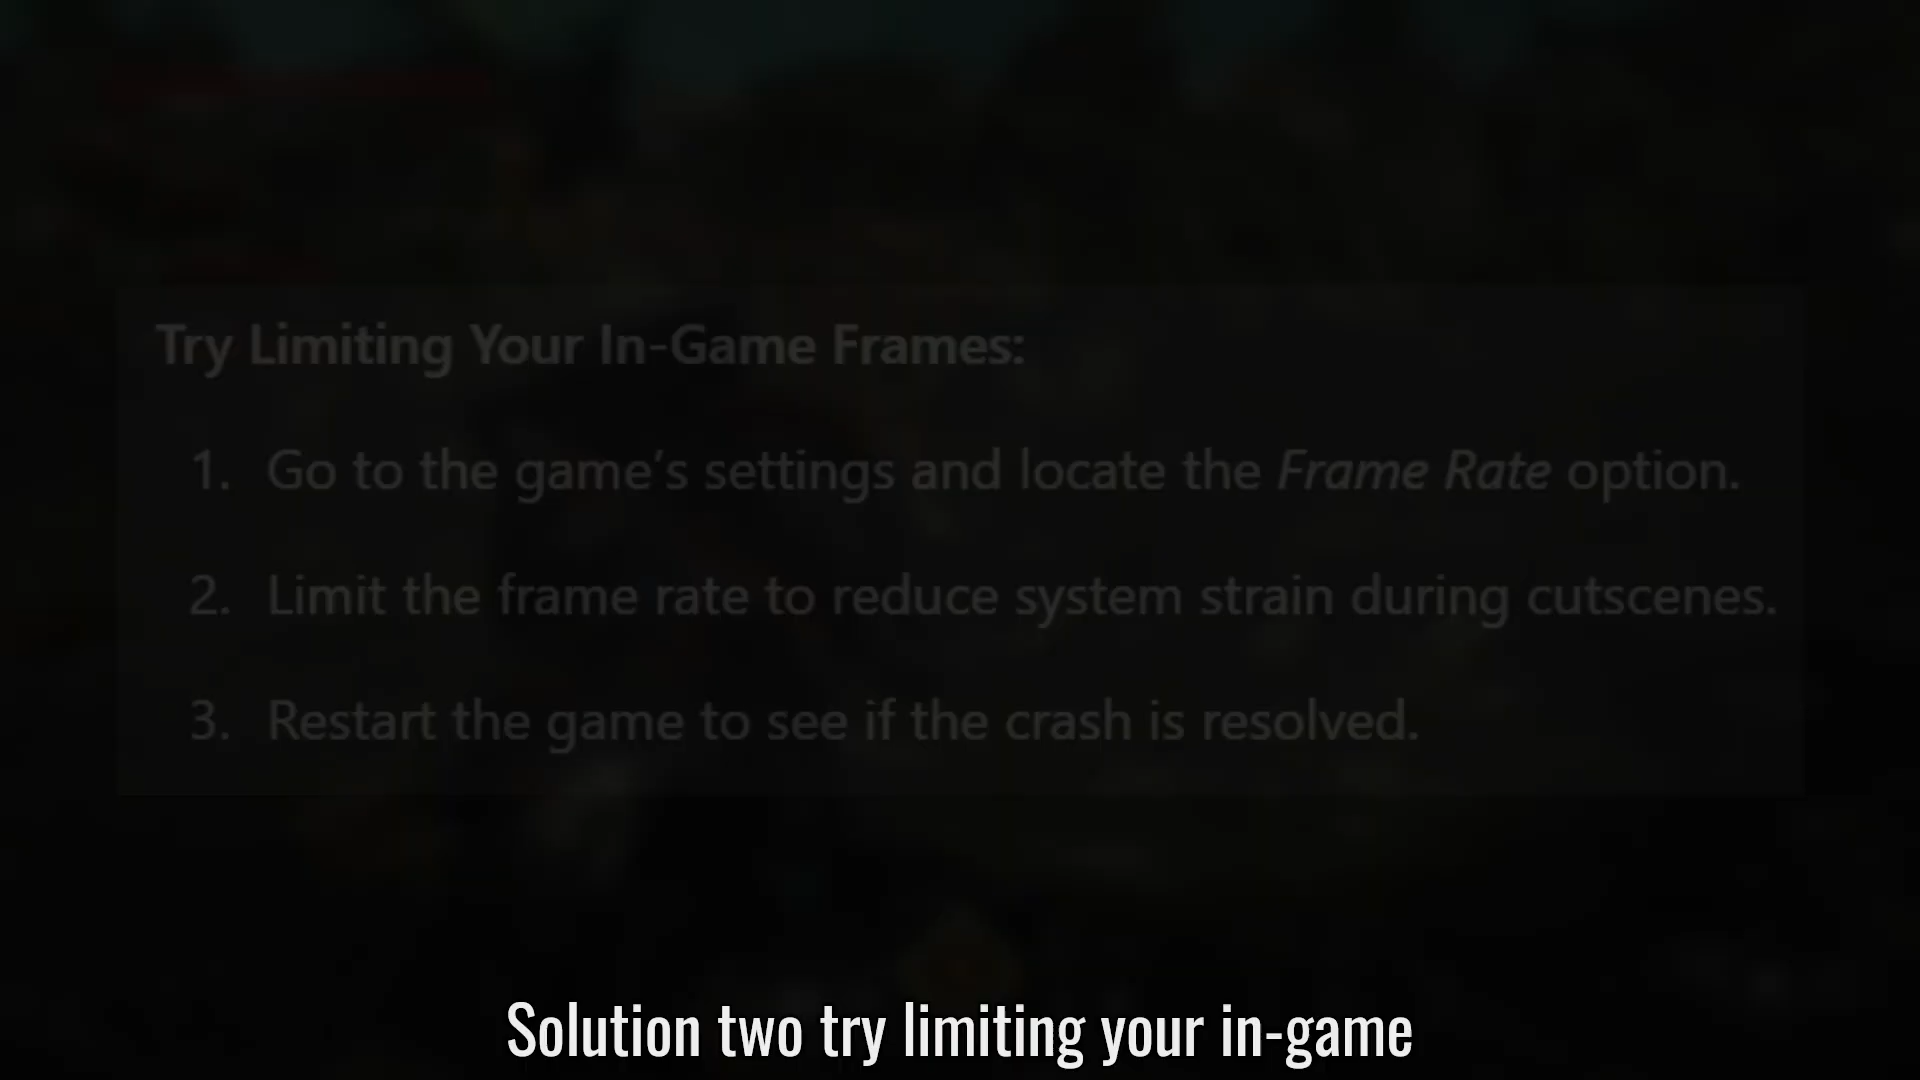 Try Limiting Your In-Game Frames:
1. Go to the game’s settings and locate the Frame Rate option.
2. Limit the frame rate to reduce system strain during cutscenes.
3. Restart the game to see if the crash is resolved.
Solution two try limiting your in-game